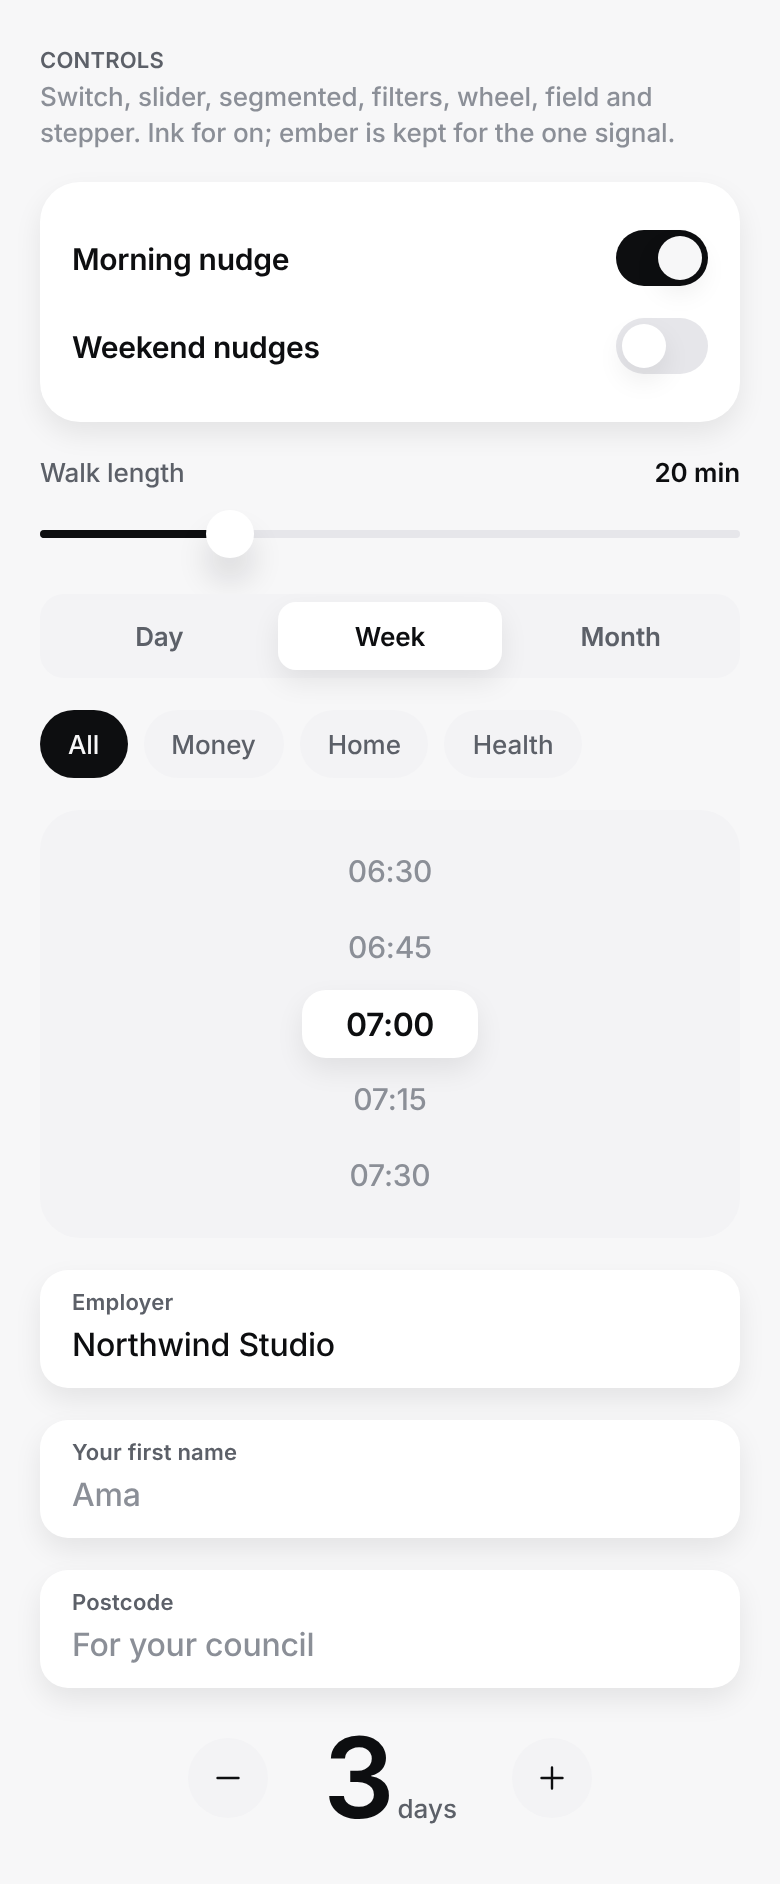 CONTROLS
Switch, slider, segmented, filters, wheel, field and
stepper. Ink for on; ember is kept for the one signal.
Morning nudge
Weekend nudges
Walk length 20 min
Day Week Month
All Money Home Health
06:30
06:45
07:00
07:15
07:30
Employer
Northwind Studio
Your first name
Ama
Postcode
For your council
3 days